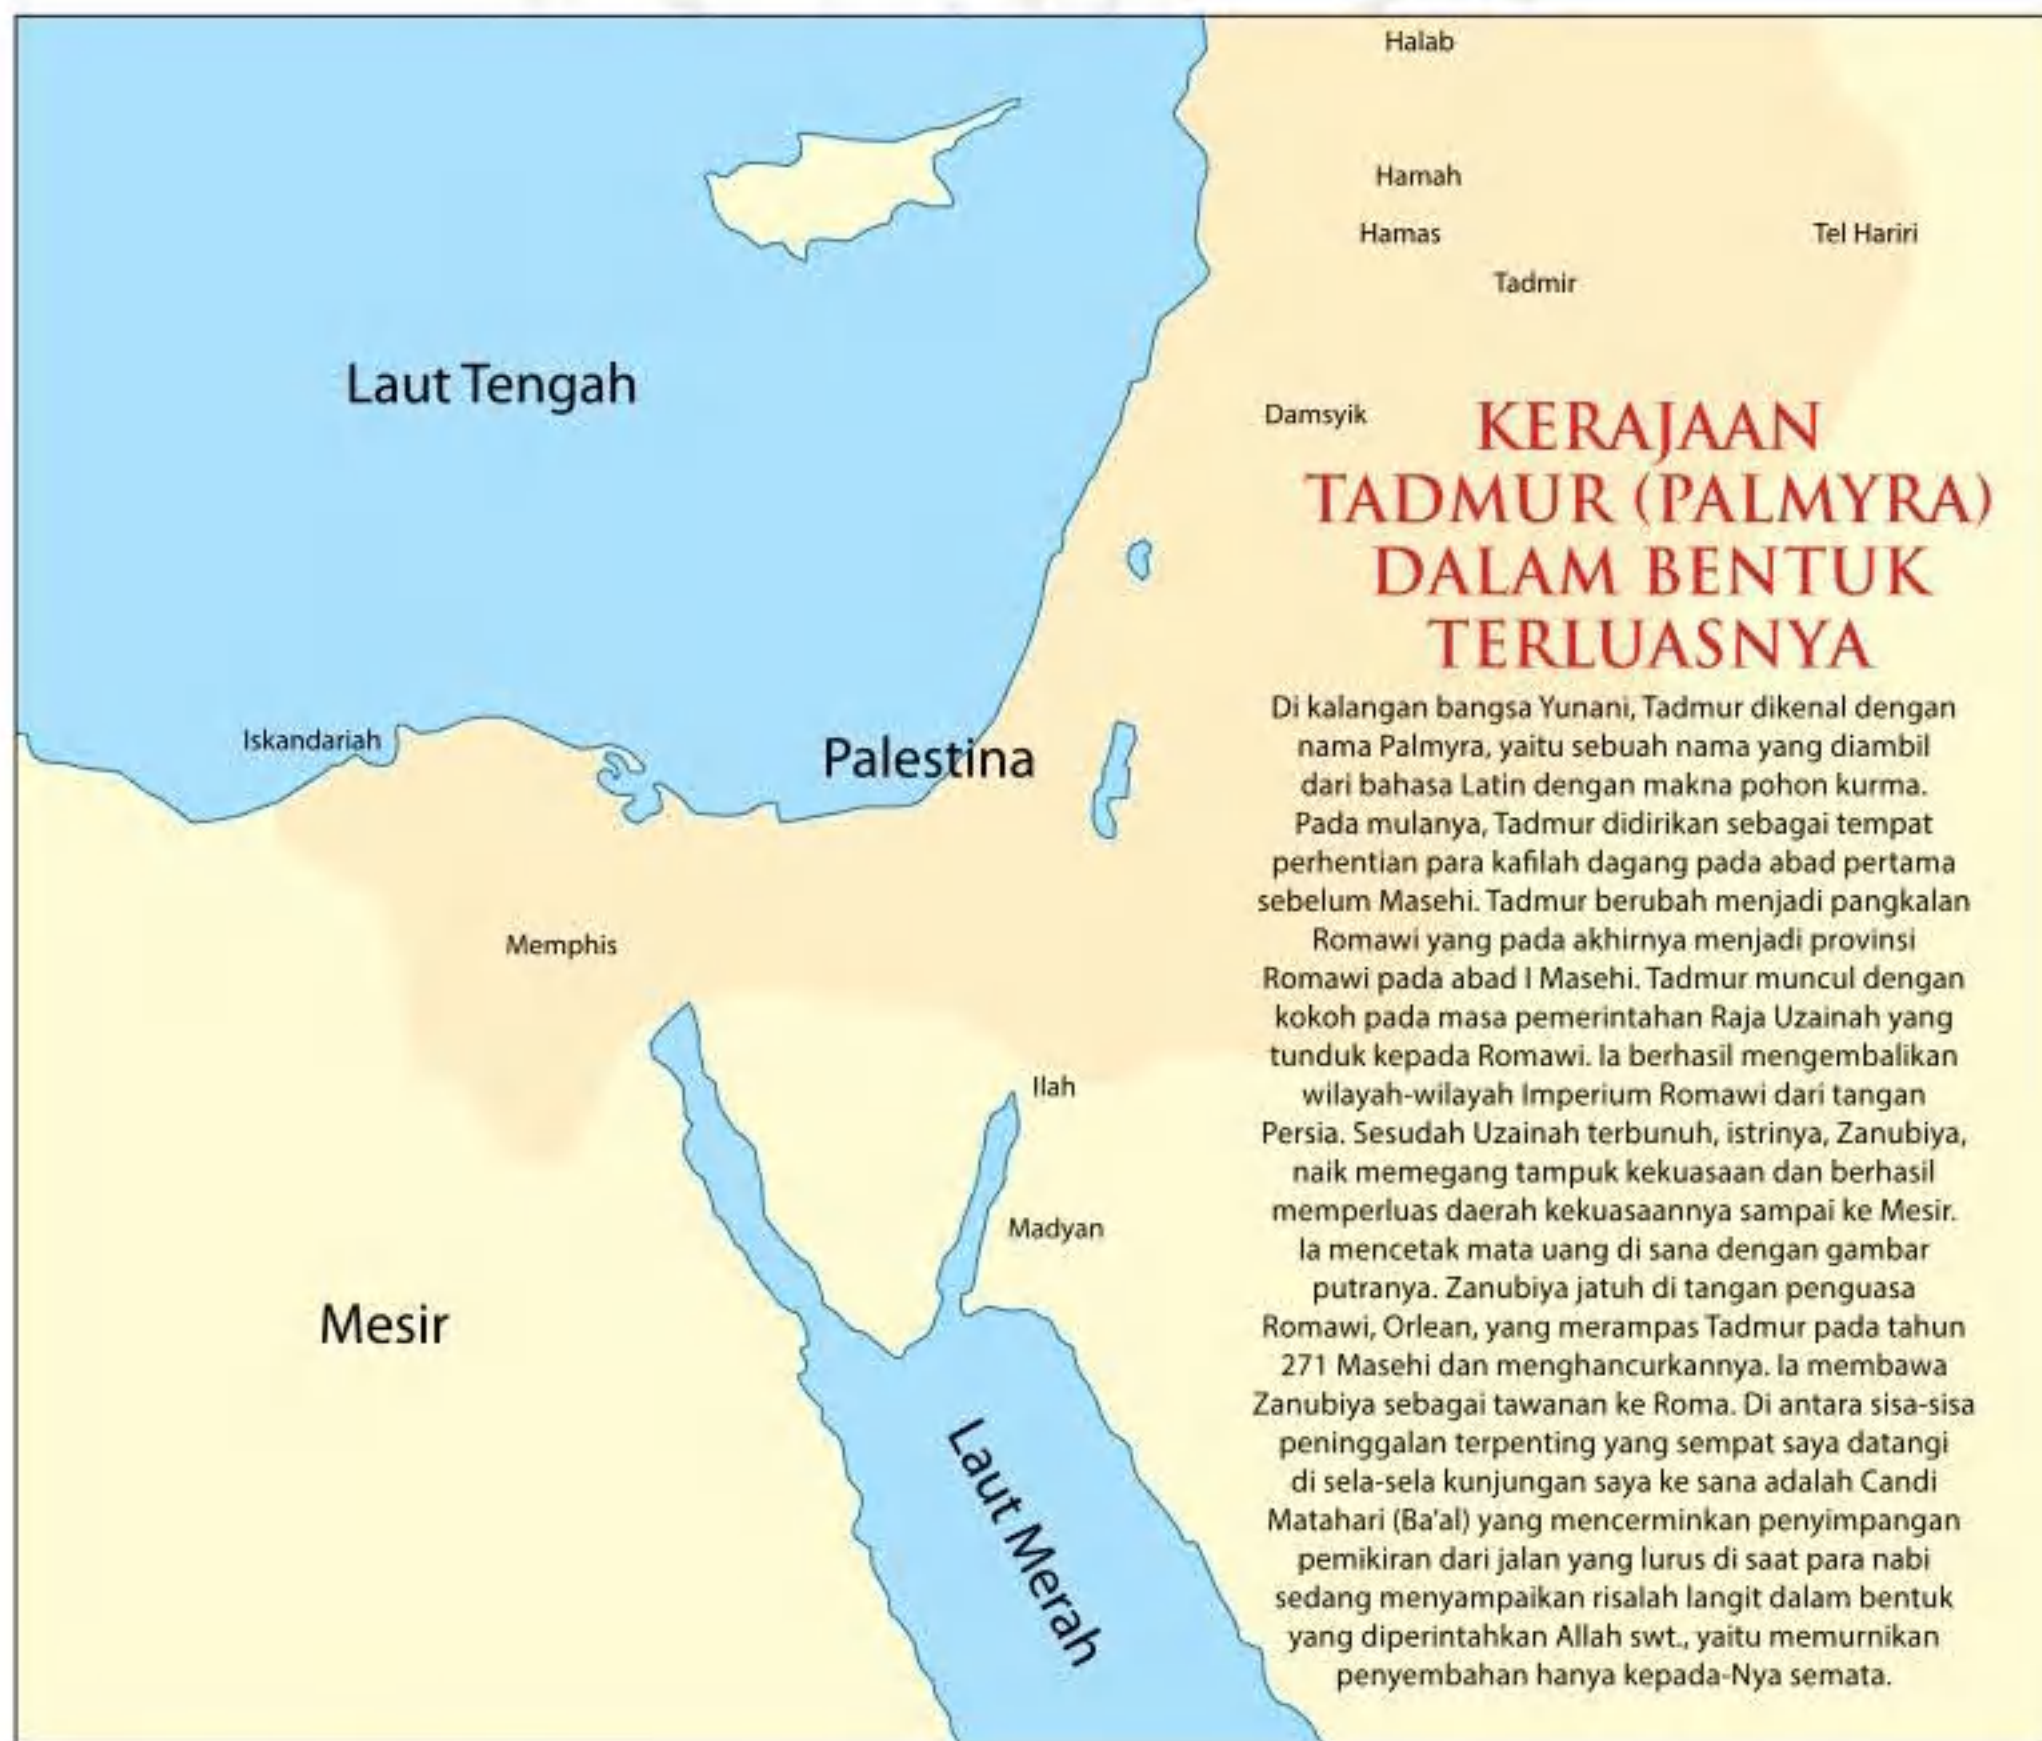 Halab
Hamah
Hamas
Tel Hariri
Tadmir
Laut Tengah
Damsyik
KERAJAAN
TADMUR (PALMYRA)
DALAM BENTUK
TERLUASNYA
Iskandariah
Palestina
Memphis
Ilah
Madyan
Mesir
Laut Merah
Di kalangan bangsa Yunani, Tadmur dikenal dengan
nama Palmyra, yaitu sebuah nama yang diambil
dari bahasa Latin dengan makna pohon kurma.
Pada mulanya, Tadmur didirikan sebagai tempat
perhentian para kafilah dagang pada abad pertama
sebelum Masehi. Tadmur berubah menjadi pangkalan
Romawi yang pada akhirnya menjadi provinsi
Romawi pada abad I Masehi. Tadmur muncul dengan
kokoh pada masa pemerintahan Raja Uzainah yang
tunduk kepada Romawi. Ia berhasil mengembalikan
wilayah-wilayah Imperium Romawi dari tangan
Persia. Sesudah Uzainah terbunuh, istrinya, Zanubiya,
naik memegang tampuk kekuasaan dan berhasil
memperluas daerah kekuasaannya sampai ke Mesir.
Ia mencetak mata uang di sana dengan gambar
putranya. Zanubiya jatuh di tangan penguasa
Romawi, Orlean, yang merampas Tadmur pada tahun
271 Masehi dan menghancurkannya. Ia membawa
Zanubiya sebagai tawanan ke Roma. Di antara sisa-sisa
peninggalan terpenting yang sempat saya datangi
di sela-sela kunjungan saya ke sana adalah Candi
Matahari (Ba'al) yang mencerminkan penyimpangan
pemikiran dari jalan yang lurus di saat para nabi
sedang menyampaikan risalah langit dalam bentuk
yang diperintahkan Allah swt., yaitu memurnikan
penyembahan hanya kepada-Nya semata.